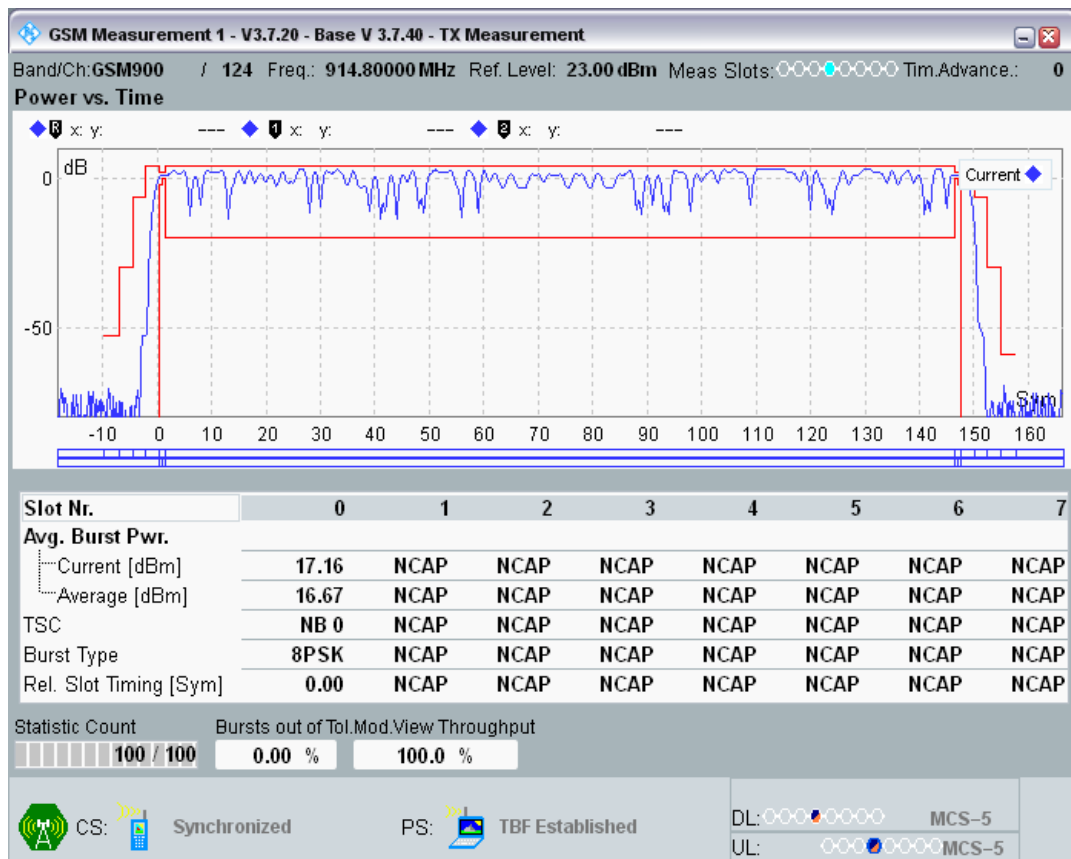 GSM Measurement 1 - V3.7.20 - Base V 3.7.40 - TX Measurement
Band/Ch:GSM900 / 124 Freq.: 914.80000 MHz Ref. Level: 23.00 dBm Meas Slots: Tim.Advance.: 0
Power vs. Time
R x: y: --- 1 x: y: --- 2 x: y: ---
dB
0
Current
-50
Sym
-10 0 10 20 30 40 50 60 70 80 90 100 110 120 130 140 150 160
Slot Nr. 0 1 2 3 4 5 6 7
Avg. Burst Pwr.
Current [dBm] 17.16 NCAP NCAP NCAP NCAP NCAP NCAP NCAP
Average [dBm] 16.67 NCAP NCAP NCAP NCAP NCAP NCAP NCAP
TSC NB 0 NCAP NCAP NCAP NCAP NCAP NCAP NCAP
Burst Type 8PSK NCAP NCAP NCAP NCAP NCAP NCAP NCAP
Rel. Slot Timing [Sym] 0.00 NCAP NCAP NCAP NCAP NCAP NCAP NCAP
Statistic Count Bursts out of Tol.Mod.View Throughput
100 / 100 0.00 % 100.0 %
CS: Synchronized PS: TBF Established DL: MCS-5
UL: MCS-5